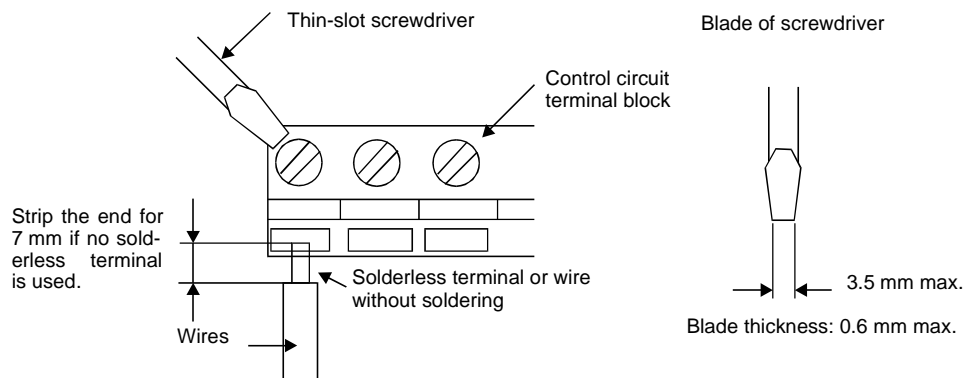 Thin-slot screwdriver
Blade of screwdriver
Control circuit
terminal block
Strip the end for
7 mm if no sold-
erless terminal
is used.
Solderless terminal or wire
without soldering
3.5 mm max.
Wires
Blade thickness: 0.6 mm max.